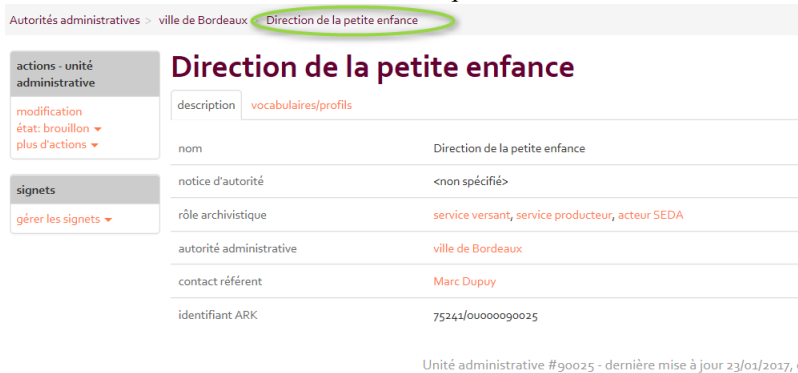 Autorités administratives > ville de Bordeaux > Direction de la petite enfance
actions - unité
administrative
modification
état: brouillon
plus d'actions
signets
gérer les signets
Direction de la petite enfance
description vocabulaires/profils
nom Direction de la petite enfance
notice d'autorité <non spécifié>
rôle archivistique service versant, service producteur, acteur SEDA
autorité administrative ville de Bordeaux
contact référent Marc Dupuy
identifiant ARK 75241/0u000090025
Unité administrative #90025 - dernière mise à jour 23/01/2017,